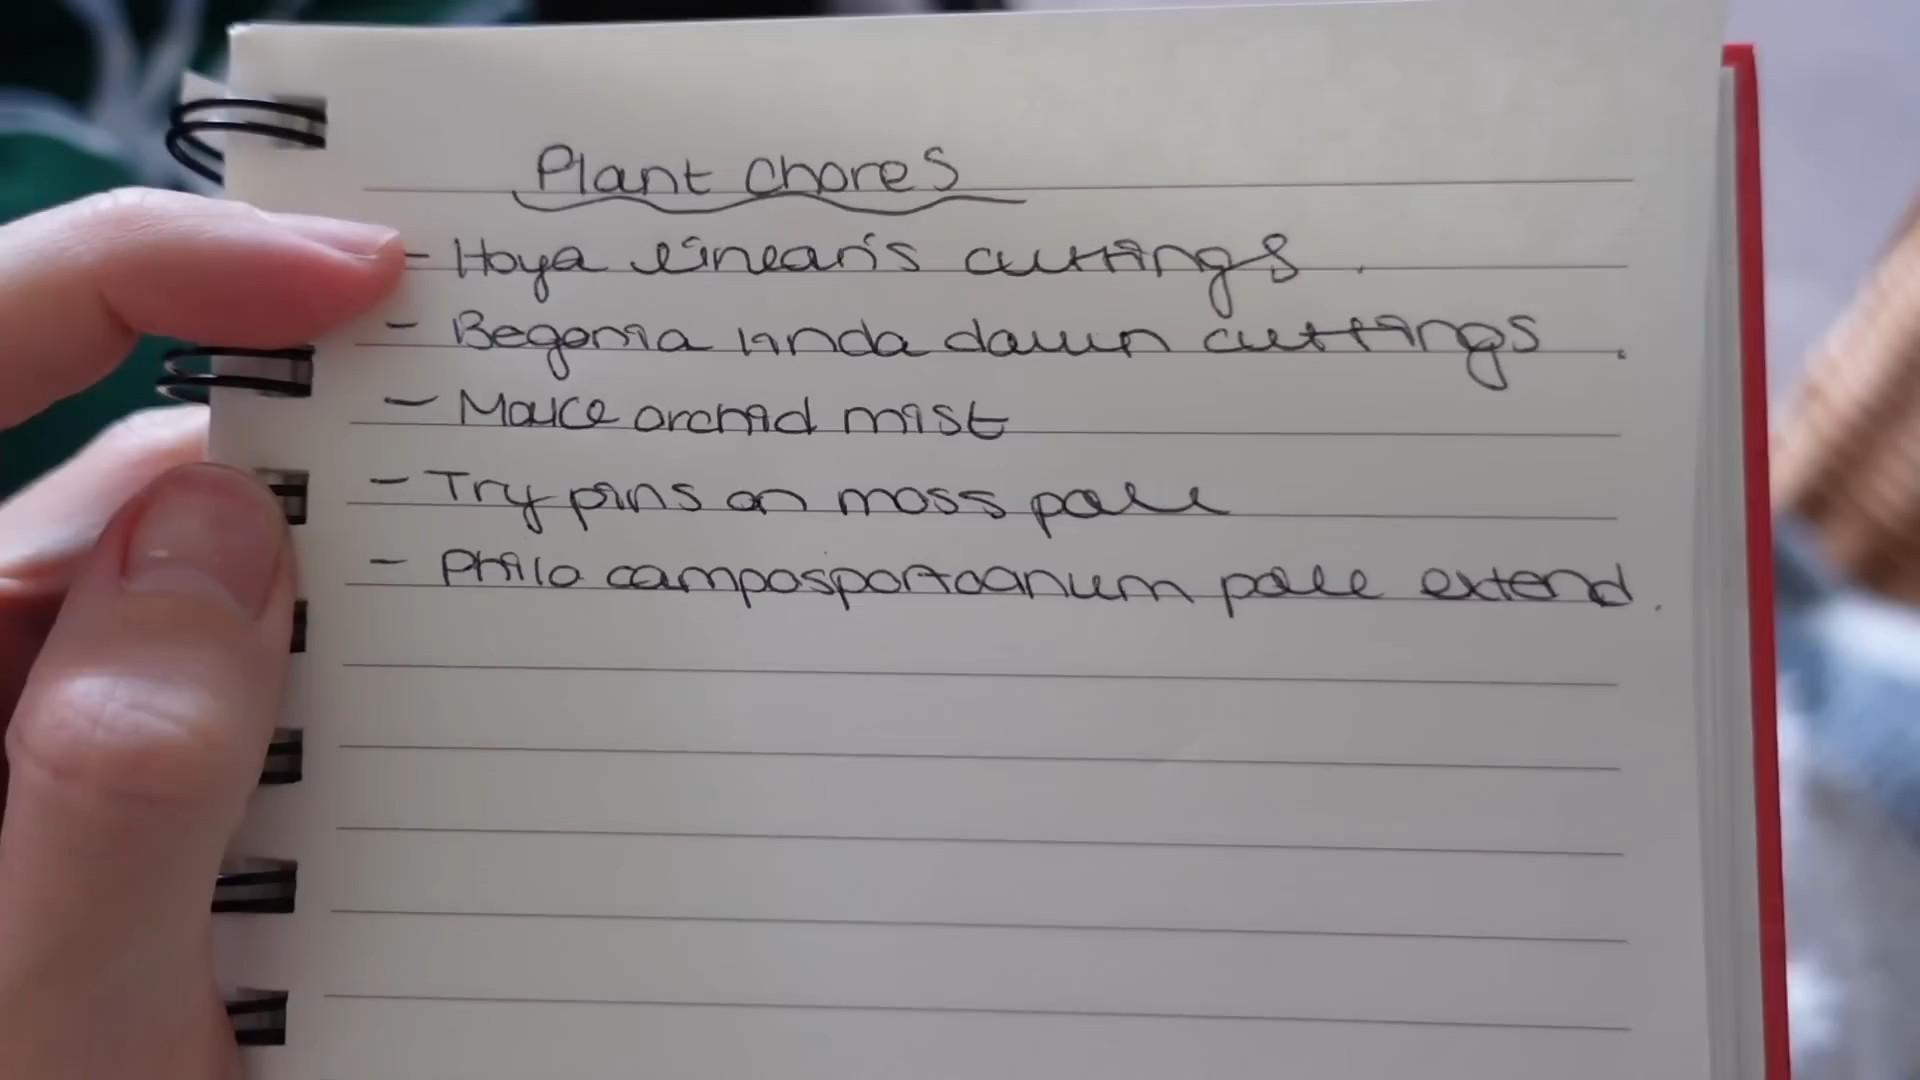 Plant Chores
- Hoya linearis cuttings.
- Begonia linda dawn cuttings.
- Make orchid mist
- Try pins on moss pole
- Philo camposportoanum pole extend.